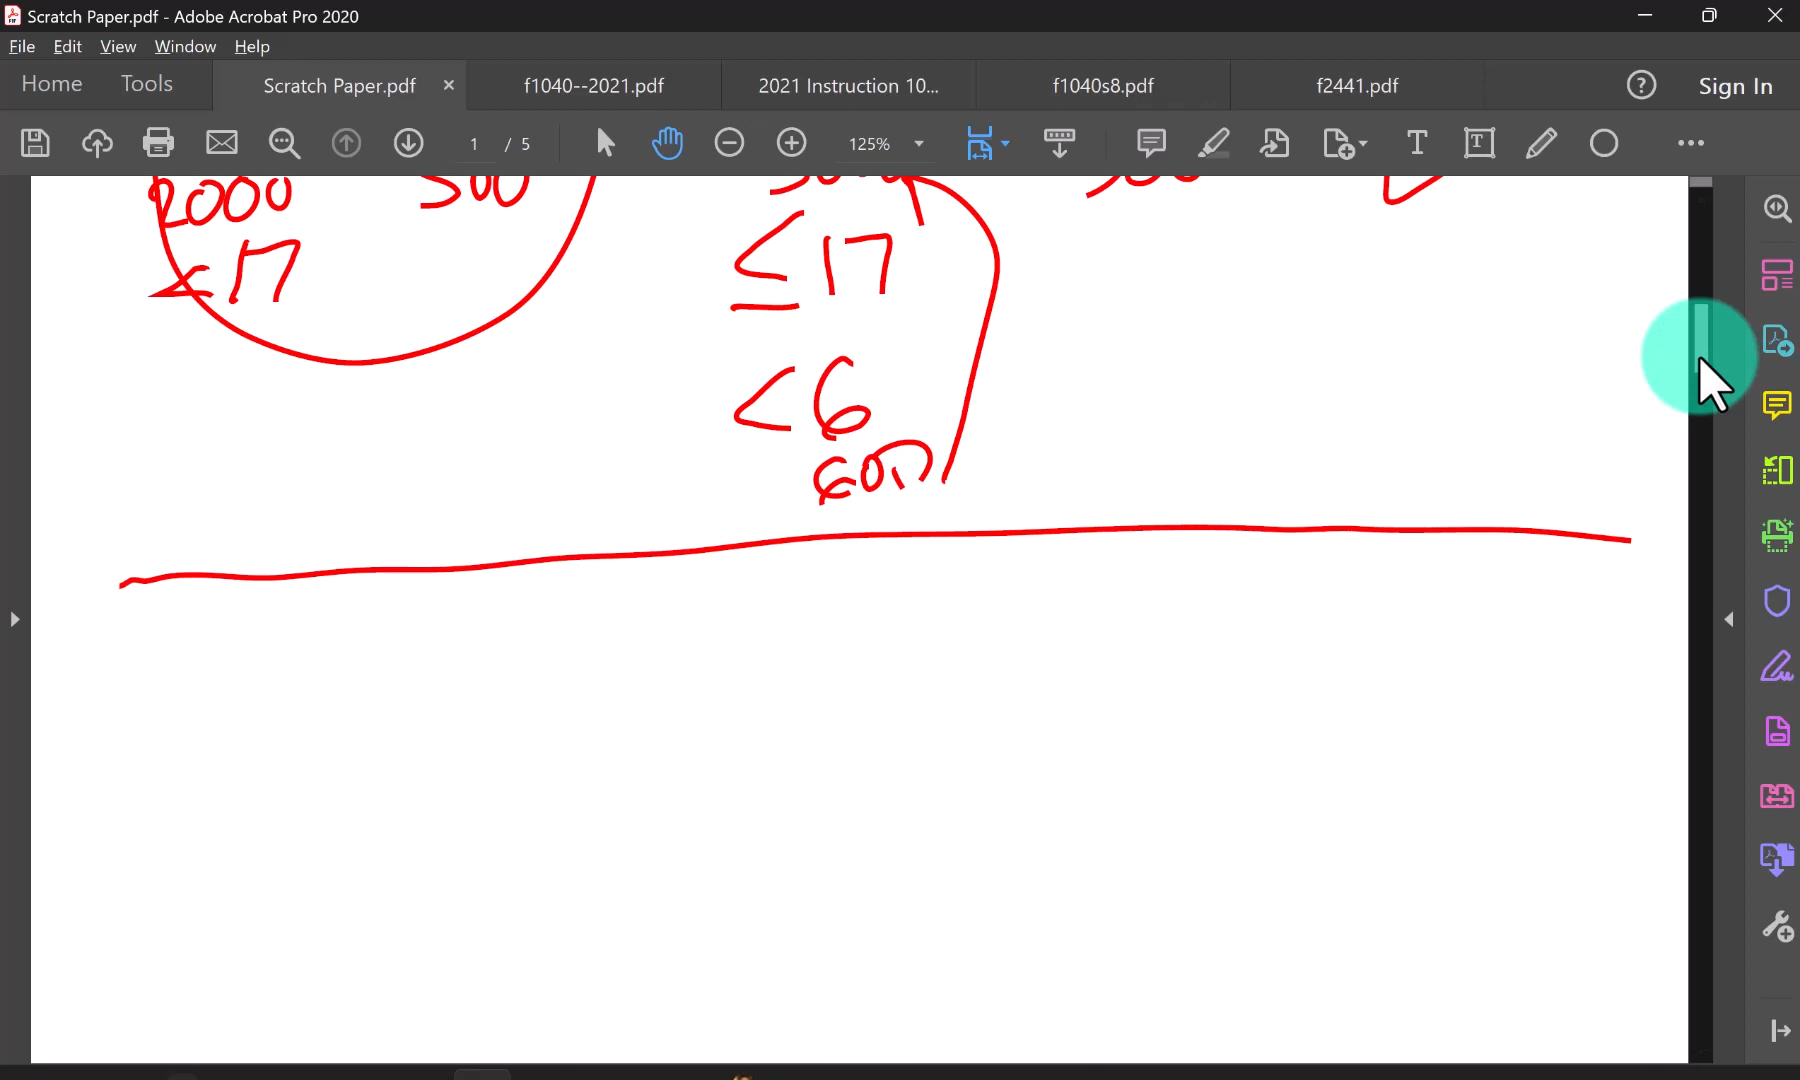 Scratch Paper.pdf - Adobe Acrobat Pro 2020
File Edit View Window Help
Home Tools Scratch Paper.pdf × f1040--2021.pdf 2021 Instruction 10... f1040s8.pdf f2441.pdf ? Sign In
1 / 5 125%
2000 500
<17
≤17
<6